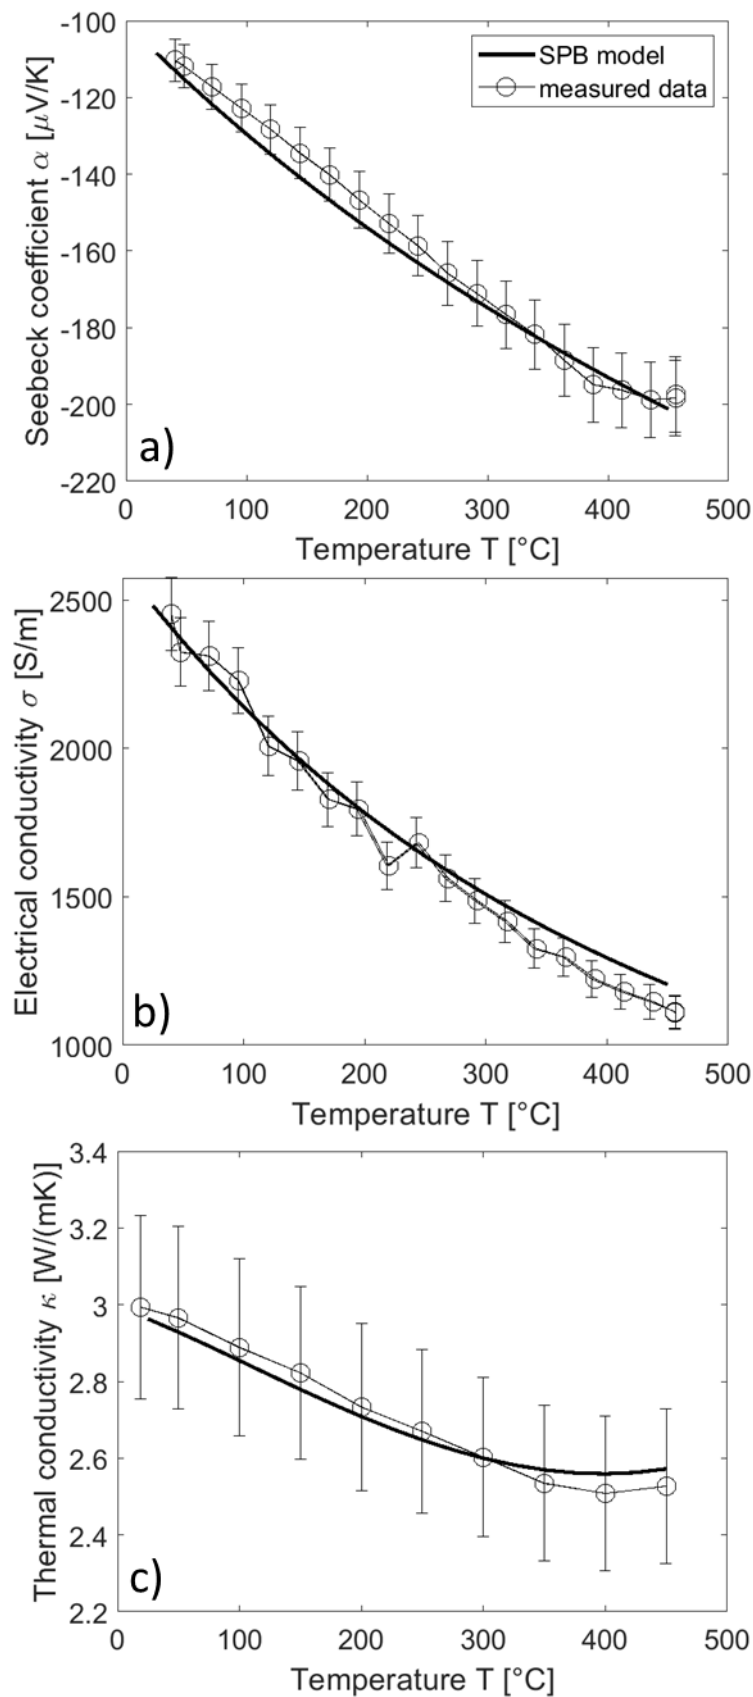 -100
-120
-140
-160
-180
-200
-220
Seebeck coefficient α [μV/K]
SPB model
measured data
a)
0 100 200 300 400 500
Temperature T [°C]
2500
2000
1500
1000
Electrical conductivity σ [S/m]
b)
0 100 200 300 400 500
Temperature T [°C]
3.4
3.2
3
2.8
2.6
2.4
2.2
Thermal conductivity κ [W/(mK)]
c)
0 100 200 300 400 500
Temperature T [°C]